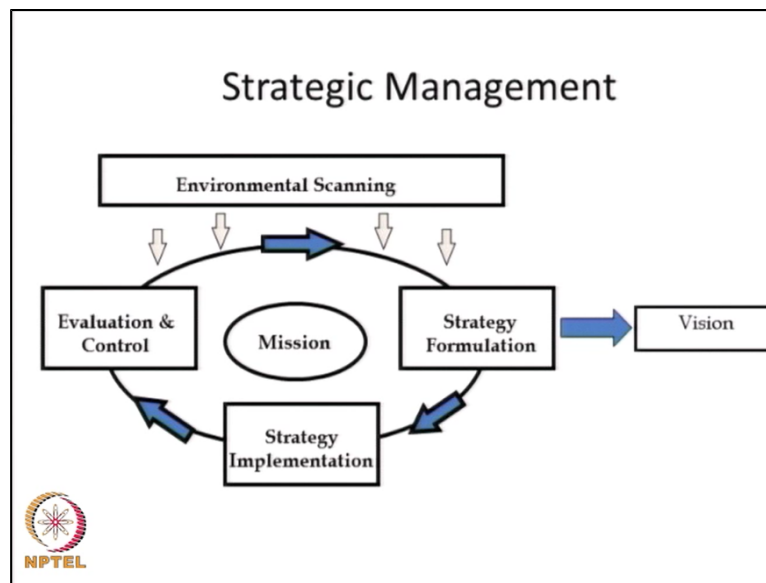 Strategic Management
Environmental Scanning
Evaluation &
Control
Mission
Strategy
Formulation
Vision
Strategy
Implementation
NPTEL